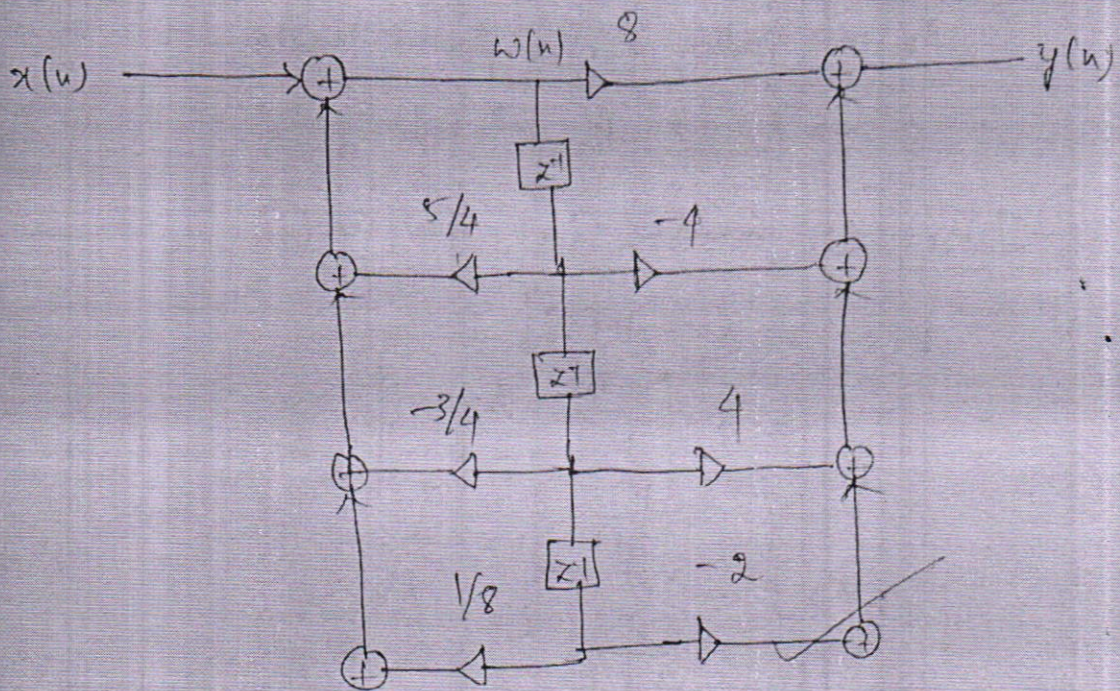 x(n) + w(n) 8 + y(n)
z⁻¹
+ 5/4 -4 +
z⁻¹
+ -3/4 4 +
z⁻¹
+ 1/8 -2 +